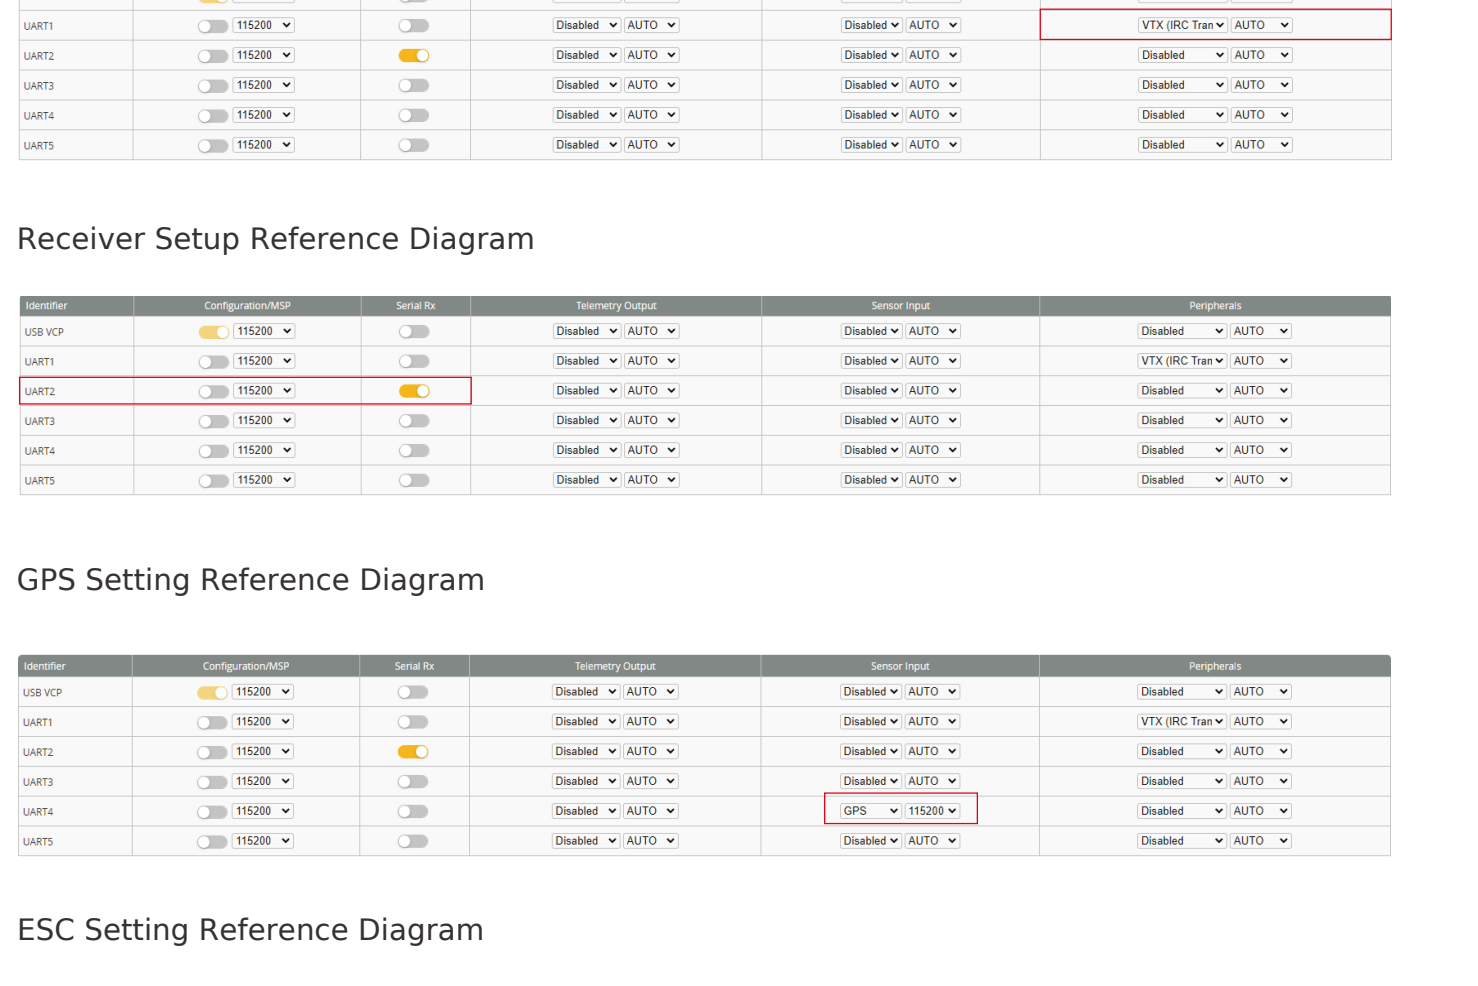 UART1 115200 Disabled AUTO Disabled AUTO VTX (IRC Tran AUTO
UART2 115200 Disabled AUTO Disabled AUTO Disabled AUTO
UART3 115200 Disabled AUTO Disabled AUTO Disabled AUTO
UART4 115200 Disabled AUTO Disabled AUTO Disabled AUTO
UART5 115200 Disabled AUTO Disabled AUTO Disabled AUTO
Receiver Setup Reference Diagram
Identifier Configuration/MSP Serial Rx Telemetry Output Sensor Input Peripherals
USB VCP 115200 Disabled AUTO Disabled AUTO Disabled AUTO
UART1 115200 Disabled AUTO Disabled AUTO VTX (IRC Tran AUTO
UART2 115200 Disabled AUTO Disabled AUTO Disabled AUTO
UART3 115200 Disabled AUTO Disabled AUTO Disabled AUTO
UART4 115200 Disabled AUTO Disabled AUTO Disabled AUTO
UART5 115200 Disabled AUTO Disabled AUTO Disabled AUTO
GPS Setting Reference Diagram
Identifier Configuration/MSP Serial Rx Telemetry Output Sensor Input Peripherals
USB VCP 115200 Disabled AUTO Disabled AUTO Disabled AUTO
UART1 115200 Disabled AUTO Disabled AUTO VTX (IRC Tran AUTO
UART2 115200 Disabled AUTO Disabled AUTO Disabled AUTO
UART3 115200 Disabled AUTO Disabled AUTO Disabled AUTO
UART4 115200 Disabled AUTO GPS 115200 Disabled AUTO
UART5 115200 Disabled AUTO Disabled AUTO Disabled AUTO
ESC Setting Reference Diagram